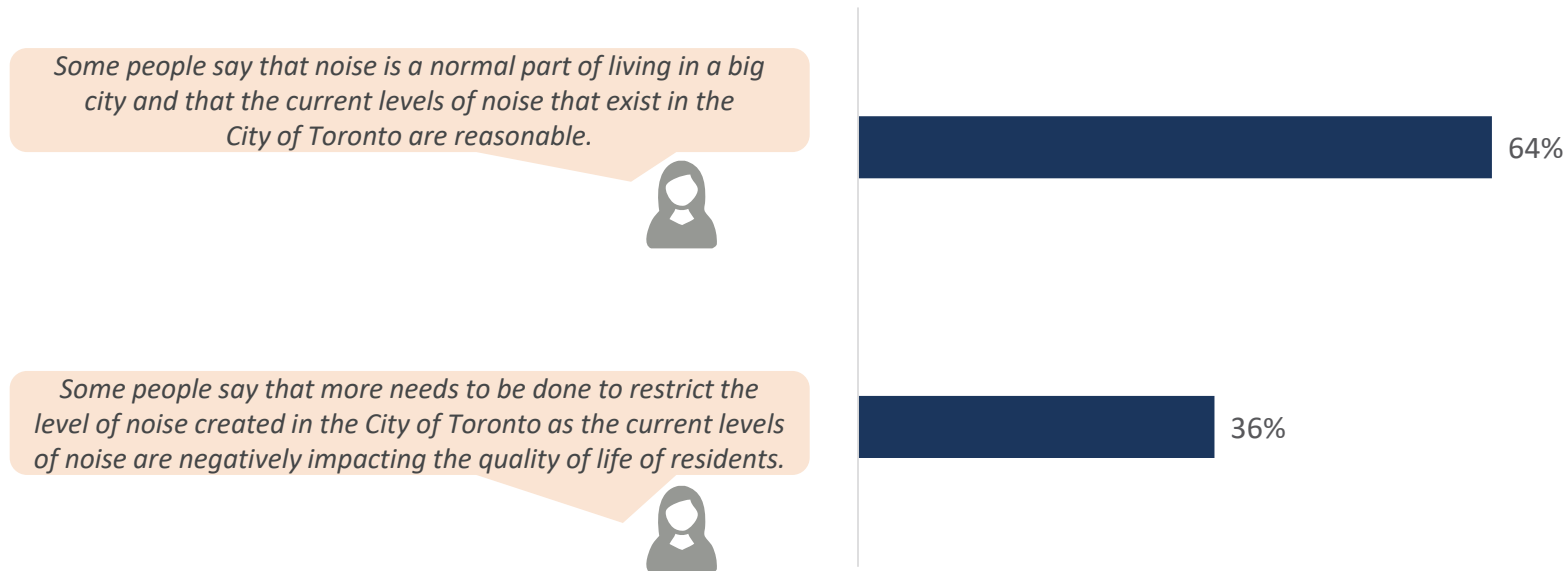 Some people say that noise is a normal part of living in a big
city and that the current levels of noise that exist in the
City of Toronto are reasonable.
64%
Some people say that more needs to be done to restrict the
level of noise created in the City of Toronto as the current levels
of noise are negatively impacting the quality of life of residents.
36%